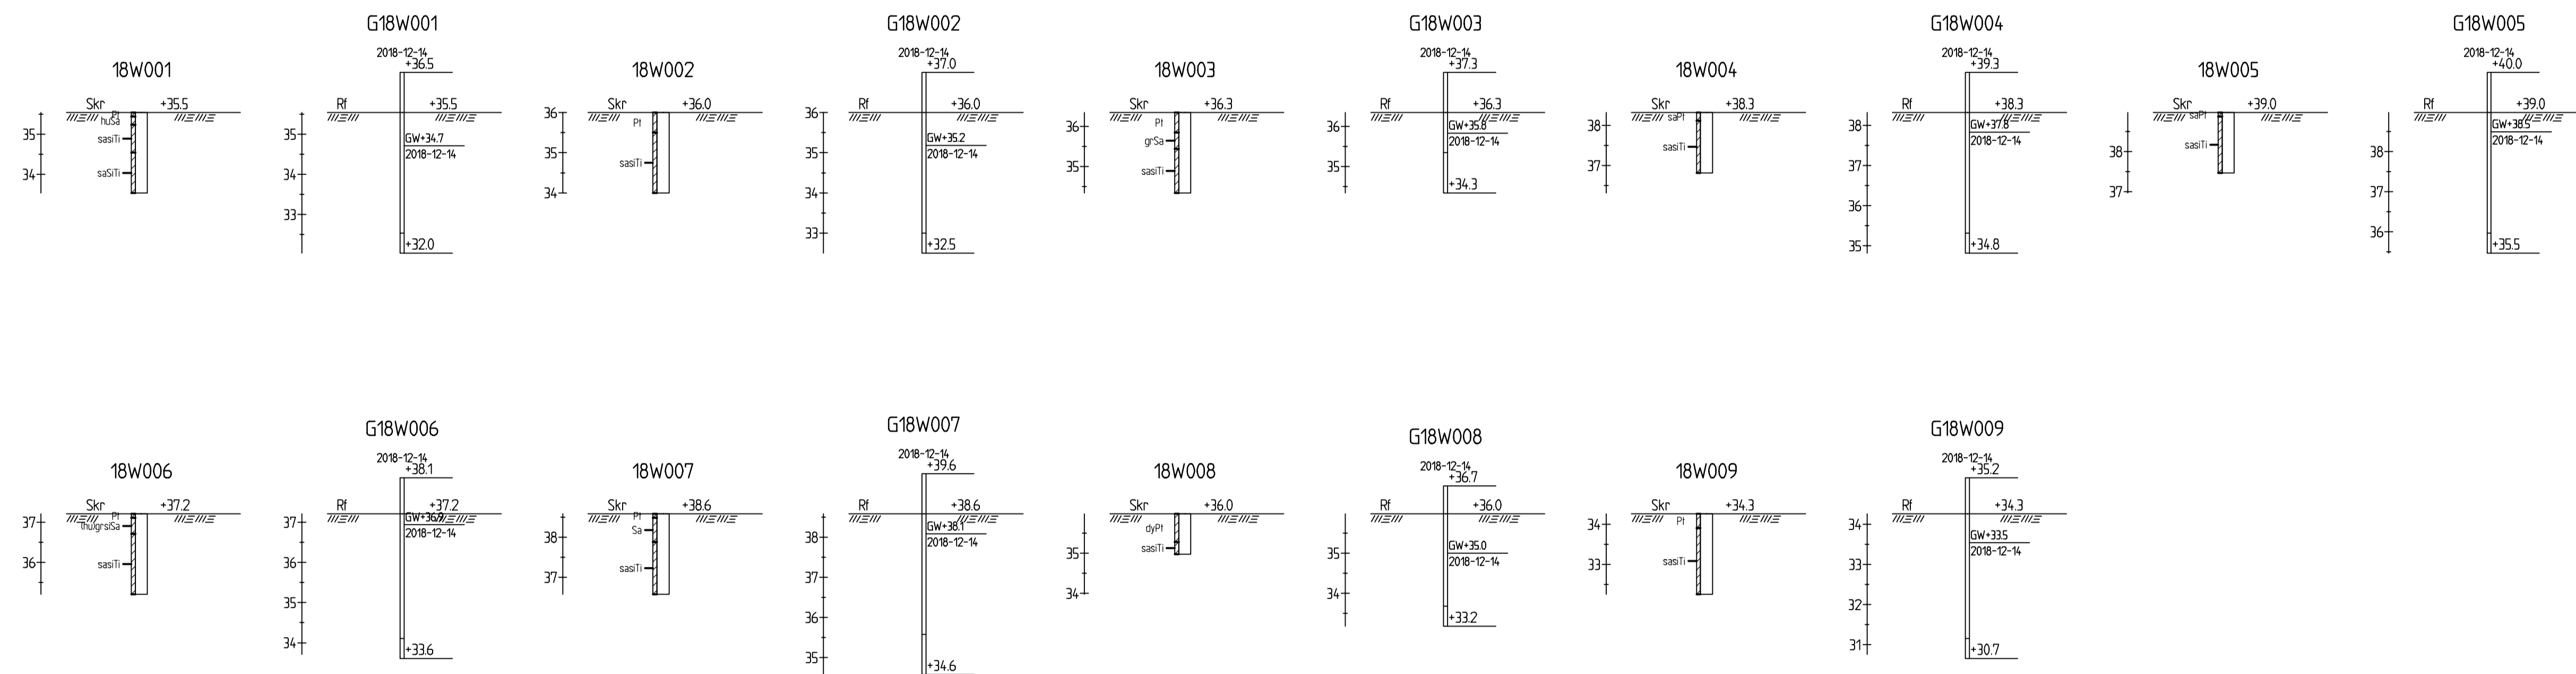 G18W001
G18W002
G18W003
G18W004
G18W005
2018-12-14
2018-12-14
2018-12-14
2018-12-14
2018-12-14
18W001
+36.5
18W002
+37.0
18W003
+37.3
18W004
+39.3
18W005
+40.0
Skr +35.5
Rf +35.5
Skr +36.0
Rf +36.0
Skr +36.3
Rf +36.3
Skr +38.3
Rf +38.3
Skr +39.0
Rf +39.0
Pt
huSa
35
sasiTi
34
saSiTi
35
GW+34.7
2018-12-14
34
33
+32.0
36
Pt
35
sasiTi
34
36
GW+35.2
35
2018-12-14
34
33
+32.5
36
Pt
grSa
35
sasiTi
36
GW+35.8
2018-12-14
35
+34.3
saPt
38
sasiTi
37
38
GW+37.8
2018-12-14
37
36
35
+34.8
saPt
sasiTi
38
37
GW+38.5
2018-12-14
38
37
36
+35.5
G18W006
G18W007
G18W008
G18W009
2018-12-14
2018-12-14
2018-12-14
2018-12-14
18W006
+38.1
18W007
+39.6
18W008
+36.7
18W009
+35.2
Skr +37.2
Rf +37.2
Skr +38.6
Rf +38.6
Skr +36.0
Rf +36.0
Skr +34.3
Rf +34.3
Pt
37
(hu)grsiSa
36
sasiTi
37
GW+36.9
2018-12-14
36
35
34
+33.6
Pt
Sa
38
sasiTi
37
GW+38.1
38
2018-12-14
37
36
35
+34.6
dyPt
sasiTi
35
34
GW+35.0
35
2018-12-14
34
+33.2
Pt
34
sasiTi
33
34
GW+33.5
2018-12-14
33
32
31
+30.7